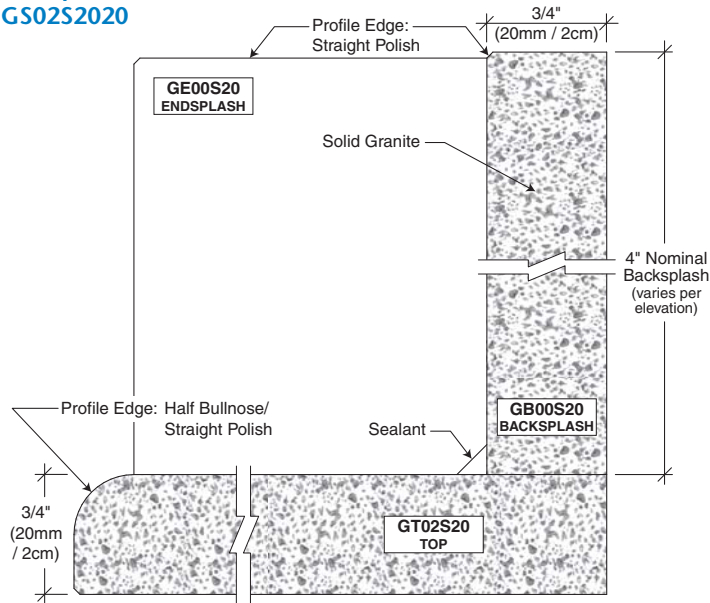 GS02S2020
Profile Edge:
Straight Polish
3/4"
(20mm / 2cm)
GE00S20
ENDSPLASH
Solid Granite
4" Nominal
Backsplash
(varies per
elevation)
Profile Edge: Half Bullnose/
Straight Polish
Sealant
GB00S20
BACKSPLASH
3/4"
(20mm
/ 2cm)
GT02S20
TOP